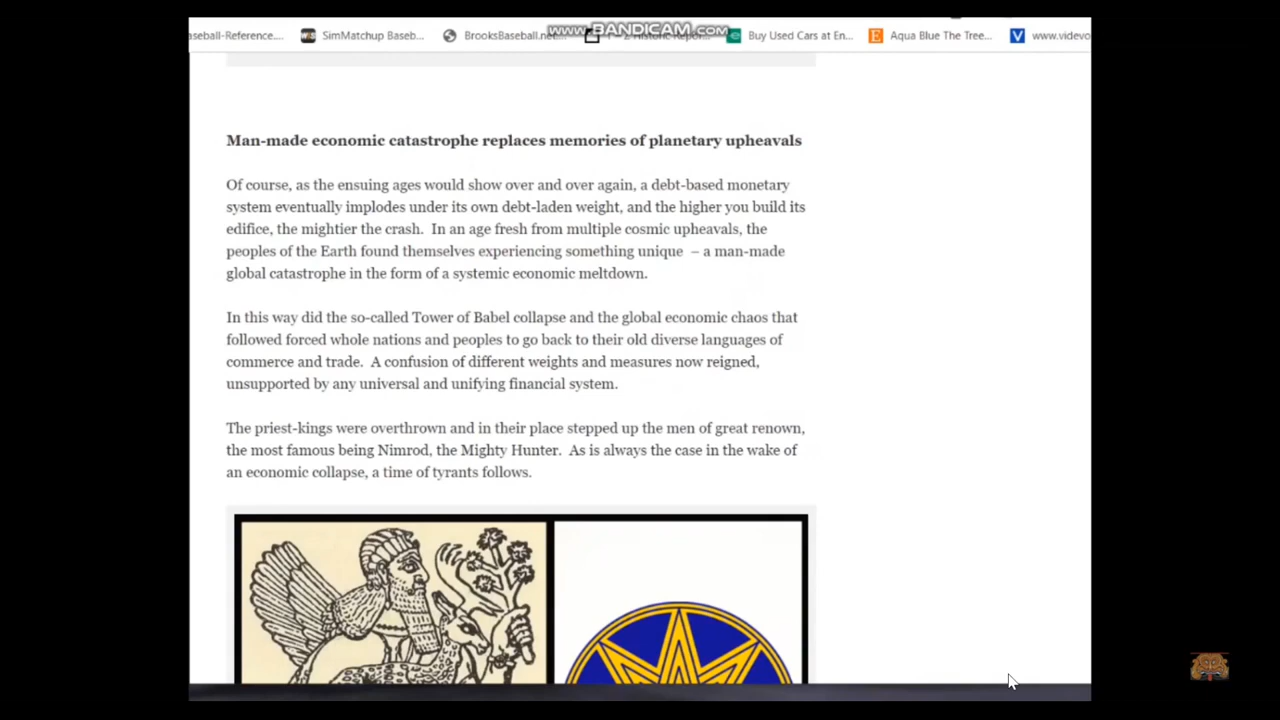 www.BANDICAM.com
aseball-Reference.... SimMatchup Baseb... BrooksBaseball.net... Buy Used Cars at En... Aqua Blue The Tree... www.videvo
Man-made economic catastrophe replaces memories of planetary upheavals
Of course, as the ensuing ages would show over and over again, a debt-based monetary
system eventually implodes under its own debt-laden weight, and the higher you build its
edifice, the mightier the crash.  In an age fresh from multiple cosmic upheavals, the
peoples of the Earth found themselves experiencing something unique  – a man-made
global catastrophe in the form of a systemic economic meltdown.
In this way did the so-called Tower of Babel collapse and the global economic chaos that
followed forced whole nations and peoples to go back to their old diverse languages of
commerce and trade.  A confusion of different weights and measures now reigned,
unsupported by any universal and unifying financial system.
The priest-kings were overthrown and in their place stepped up the men of great renown,
the most famous being Nimrod, the Mighty Hunter.  As is always the case in the wake of
an economic collapse, a time of tyrants follows.